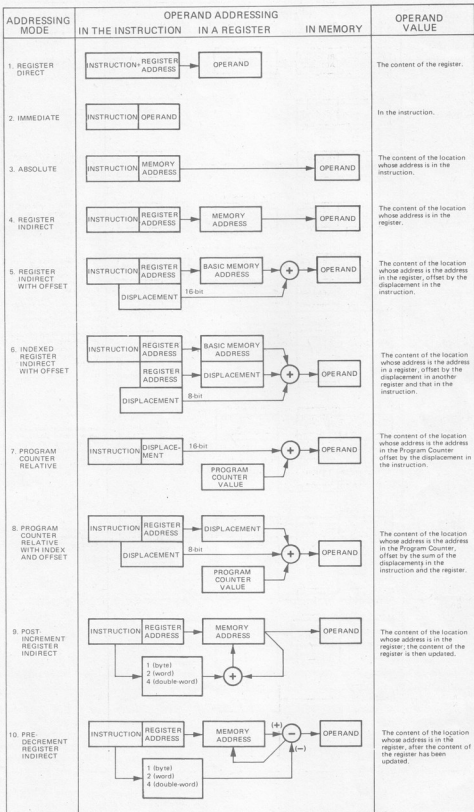 ADDRESSING
MODE
OPERAND ADDRESSING
IN THE INSTRUCTION IN A REGISTER IN MEMORY
OPERAND
VALUE
1. REGISTER
DIRECT
INSTRUCTION+ REGISTER
ADDRESS
OPERAND
The content of the register.
2. IMMEDIATE
INSTRUCTION OPERAND
In the instruction.
3. ABSOLUTE
INSTRUCTION MEMORY
ADDRESS
OPERAND
The content of the location
whose address is in the
instruction.
4. REGISTER
INDIRECT
INSTRUCTION REGISTER
ADDRESS
MEMORY
ADDRESS
OPERAND
The content of the location
whose address is in the
register.
5. REGISTER
INDIRECT
WITH OFFSET
INSTRUCTION REGISTER
ADDRESS
BASIC MEMORY
ADDRESS
+
OPERAND
DISPLACEMENT 16-bit
The content of the location
whose address is the address
in the register, offset by the
displacement in the
instruction.
6. INDEXED
REGISTER
INDIRECT
WITH OFFSET
INSTRUCTION REGISTER
ADDRESS
BASIC MEMORY
ADDRESS
REGISTER
ADDRESS
DISPLACEMENT
+
OPERAND
DISPLACEMENT 8-bit
The content of the location
whose address is the address
in a register, offset by the
displacement in another
register and that in the
instruction.
7. PROGRAM
COUNTER
RELATIVE
INSTRUCTION DISPLACE-
MENT
16-bit
+
OPERAND
PROGRAM
COUNTER
VALUE
The content of the location
whose address is the address
in the Program Counter
offset by the displacement in
the instruction.
8. PROGRAM
COUNTER
RELATIVE
WITH INDEX
AND OFFSET
INSTRUCTION REGISTER
ADDRESS
DISPLACEMENT
DISPLACEMENT 8-bit
+
OPERAND
PROGRAM
COUNTER
VALUE
The content of the location
whose address is the address
in the Program Counter,
offset by the sum of the
displacements in the
instruction and the register.
9. POST-
INCREMENT
REGISTER
INDIRECT
INSTRUCTION REGISTER
ADDRESS
MEMORY
ADDRESS
OPERAND
1 (byte)
2 (word)
4 (double-word)
+
The content of the location
whose address is in the
register; the content of the
register is then updated.
10. PRE-
DECREMENT
REGISTER
INDIRECT
INSTRUCTION REGISTER
ADDRESS
MEMORY
ADDRESS
(+)
−
(−)
OPERAND
1 (byte)
2 (word)
4 (double-word)
The content of the location
whose address is in the
register, after the content of
the register has been
updated.